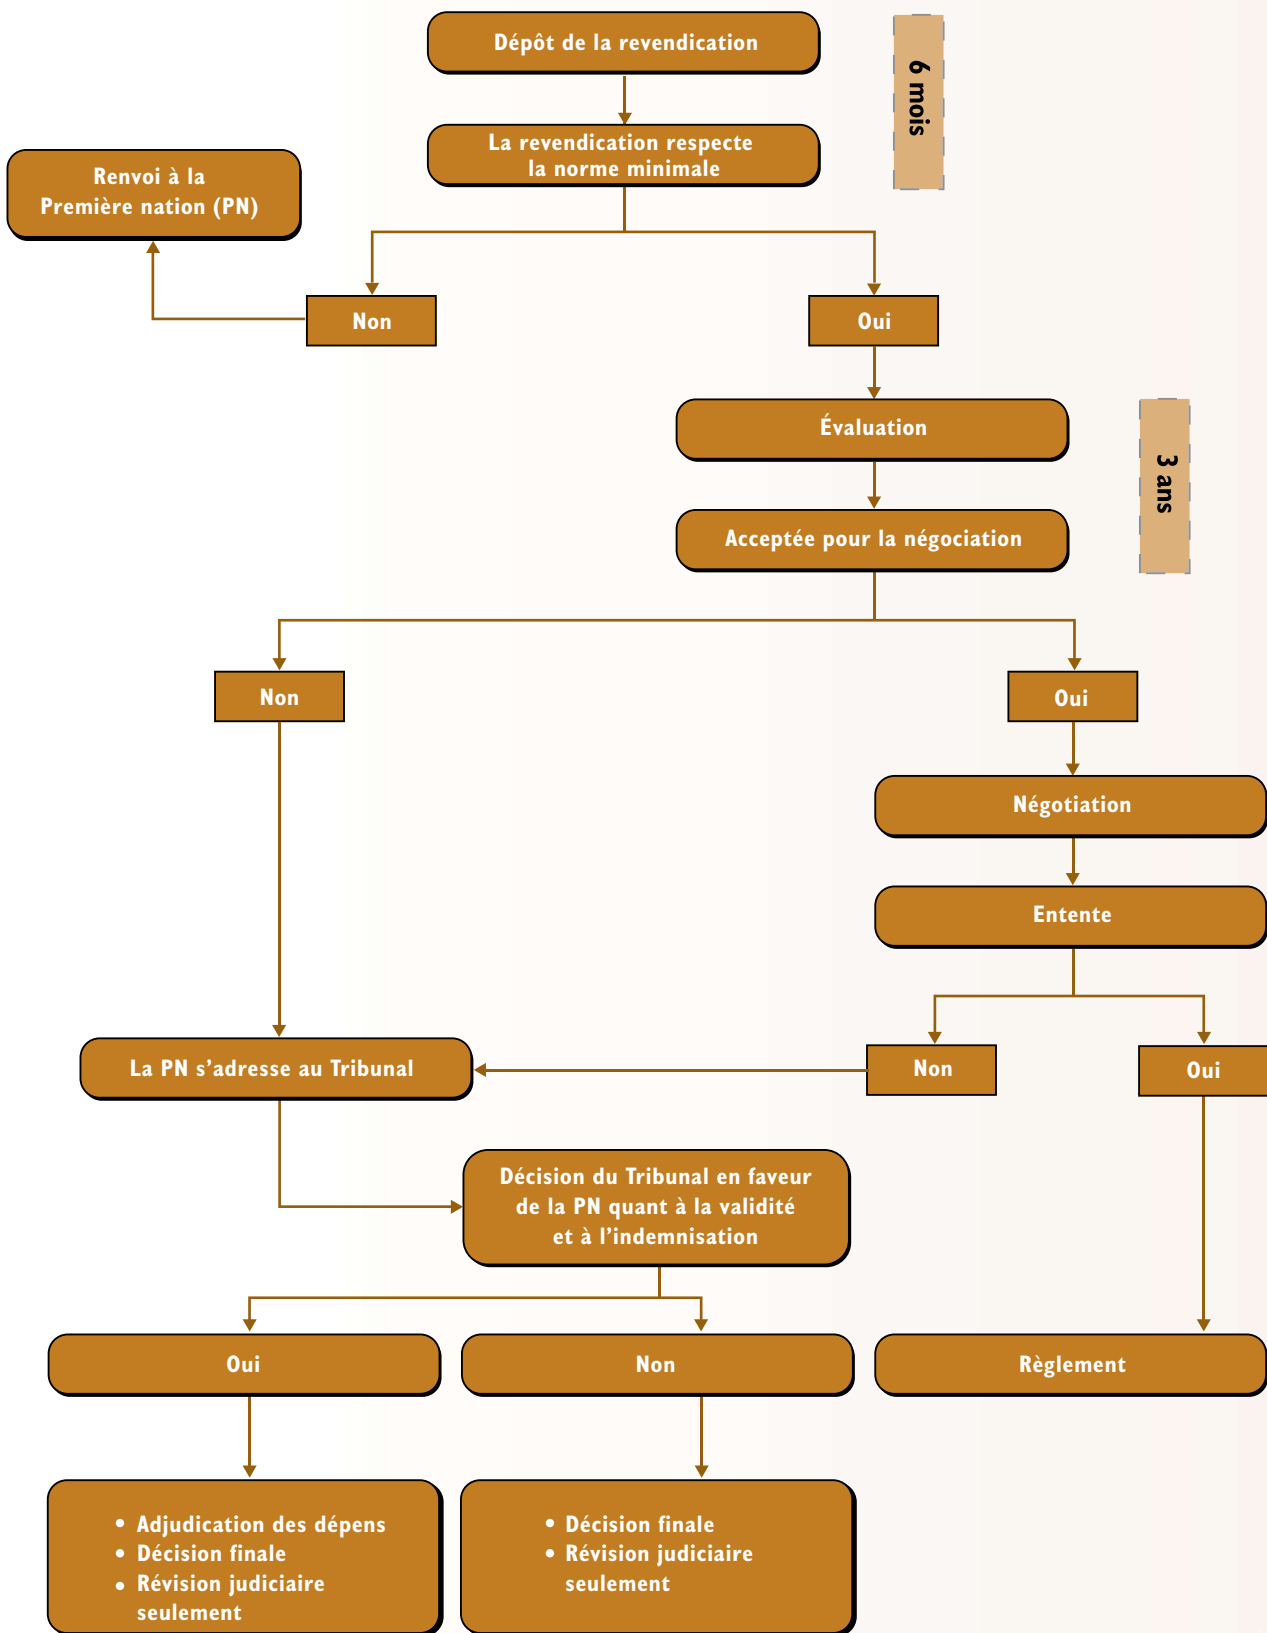 Dépôt de la revendication
6 mois
La revendication respecte
la norme minimale
Renvoi à la
Première nation (PN)
Non
Oui
Évaluation
3 ans
Acceptée pour la négociation
Non
Oui
Négotiation
Entente
Non
Oui
La PN s’adresse au Tribunal
Décision du Tribunal en faveur
de la PN quant à la validité
et à l’indemnisation
Oui
Non
Règlement
• Adjudication des dépens
• Décision finale
• Révision judiciaire
seulement
• Décision finale
• Révision judiciaire
seulement